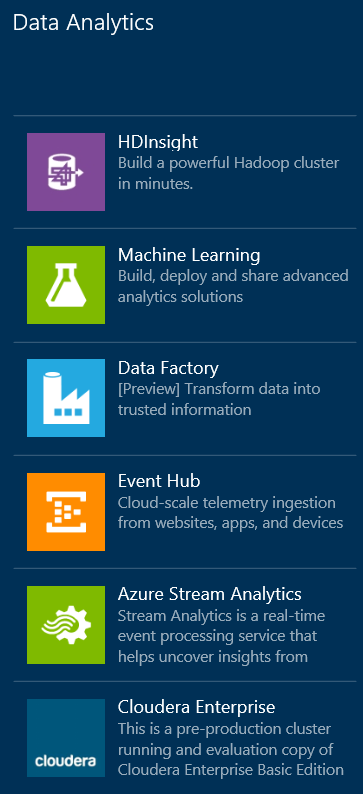 Data Analytics
HDInsight
Build a powerful Hadoop cluster
in minutes.
Machine Learning
Build, deploy and share advanced
analytics solutions
Data Factory
[Preview] Transform data into
trusted information
Event Hub
Cloud-scale telemetry ingestion
from websites, apps, and devices
Azure Stream Analytics
Stream Analytics is a real-time
event processing service that
helps uncover insights from
cloudera
Cloudera Enterprise
This is a pre-production cluster
running and evaluation copy of
Cloudera Enterprise Basic Edition